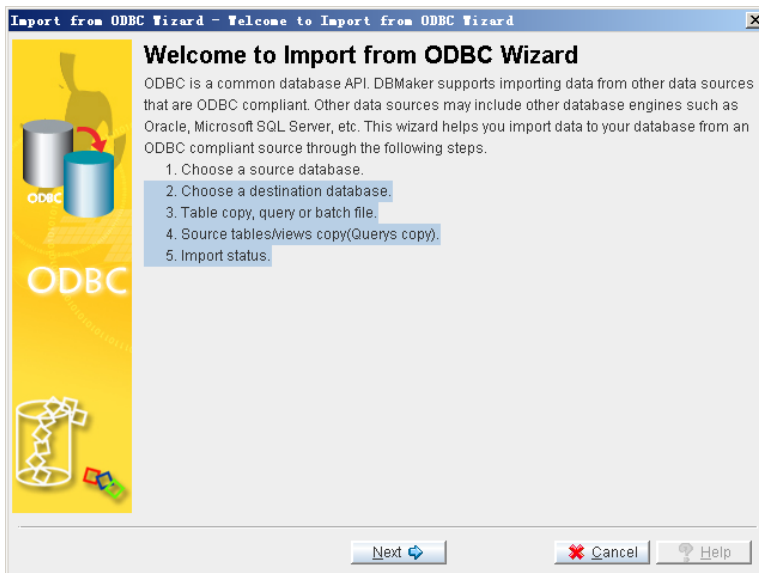 Import from ODBC Wizard - Welcome to Import from ODBC Wizard
Welcome to Import from ODBC Wizard
ODBC is a common database API. DBMaker supports importing data from other data sources
that are ODBC compliant. Other data sources may include other database engines such as
Oracle, Microsoft SQL Server, etc. This wizard helps you import data to your database from an
ODBC compliant source through the following steps.
1. Choose a source database.
2. Choose a destination database.
3. Table copy, query or batch file.
4. Source tables/views copy(Querys copy).
5. Import status.
ODBC
ODBC
Next
Cancel
Help